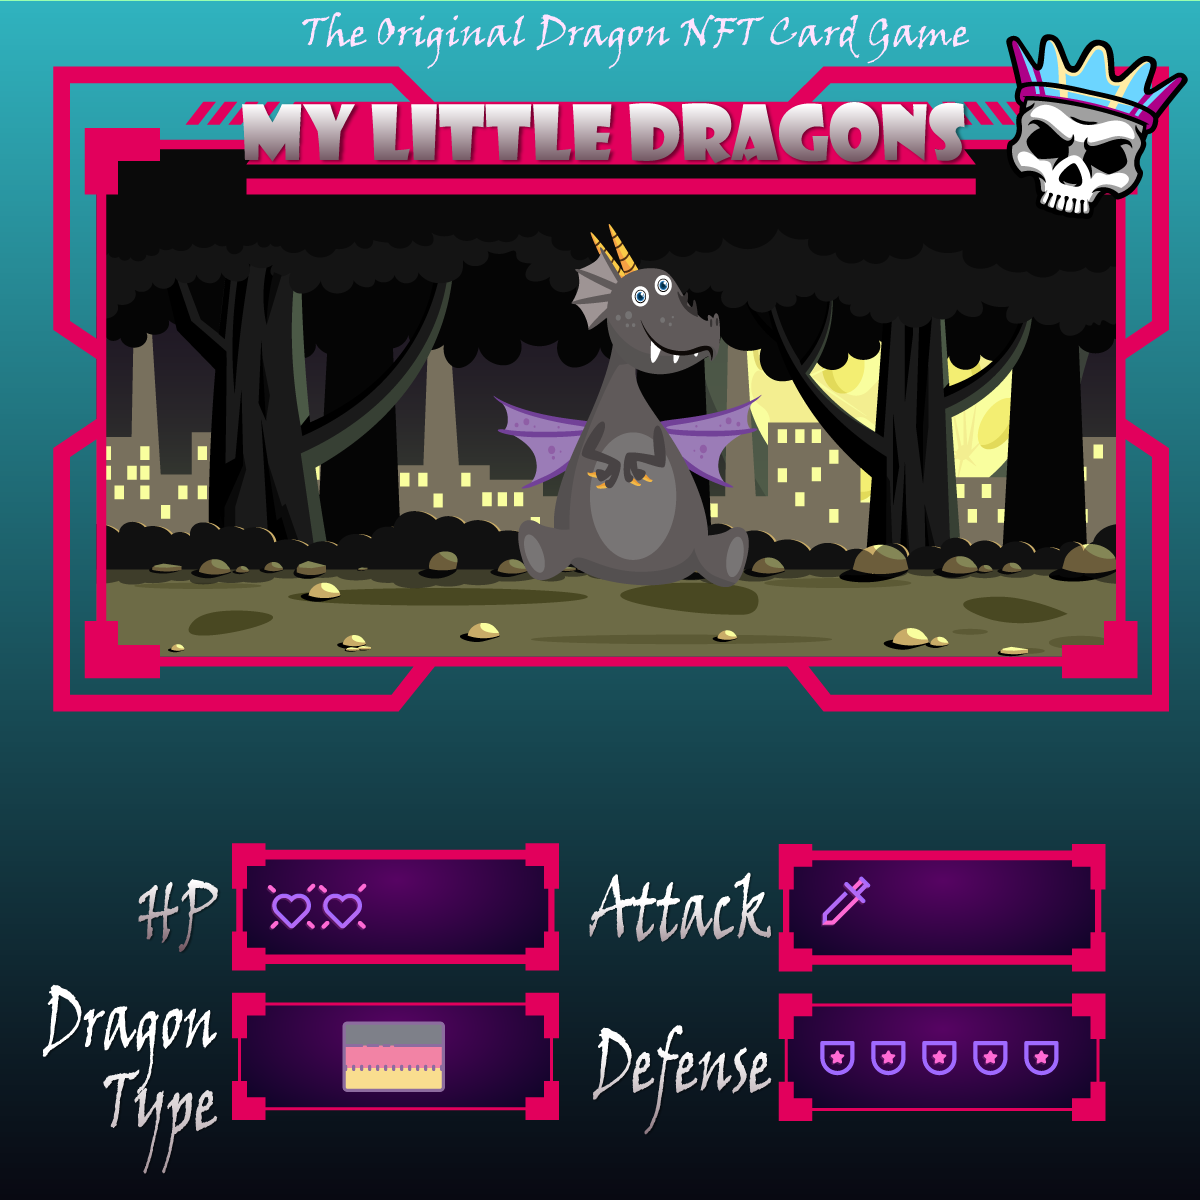 The Original Dragon NFT Card Game
MY LITTLE DRAGONS
HP
Attack
Dragon
Type
Defense